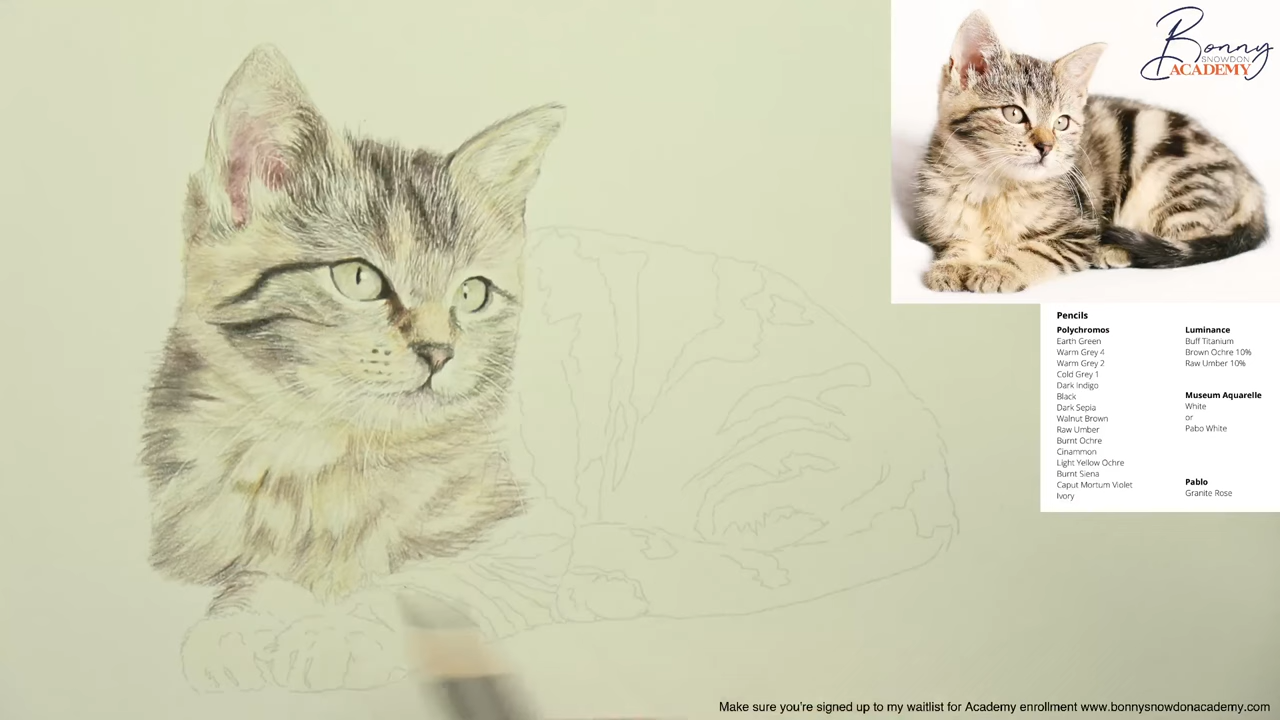 Bonny
SNOWDON
ACADEMY
Pencils
Polychromos
Earth Green
Warm Grey 4
Warm Grey 2
Cold Grey 1
Dark Indigo
Black
Dark Sepia
Walnut Brown
Raw Umber
Burnt Ochre
Cinammon
Light Yellow Ochre
Burnt Siena
Caput Mortum Violet
Ivory
Luminance
Buff Titanium
Brown Ochre 10%
Raw Umber 10%
Museum Aquarelle
White
or
Pabo White
Pablo
Granite Rose
Make sure you're signed up to my waitlist for Academy enrollment www.bonnysnowdonacademy.com